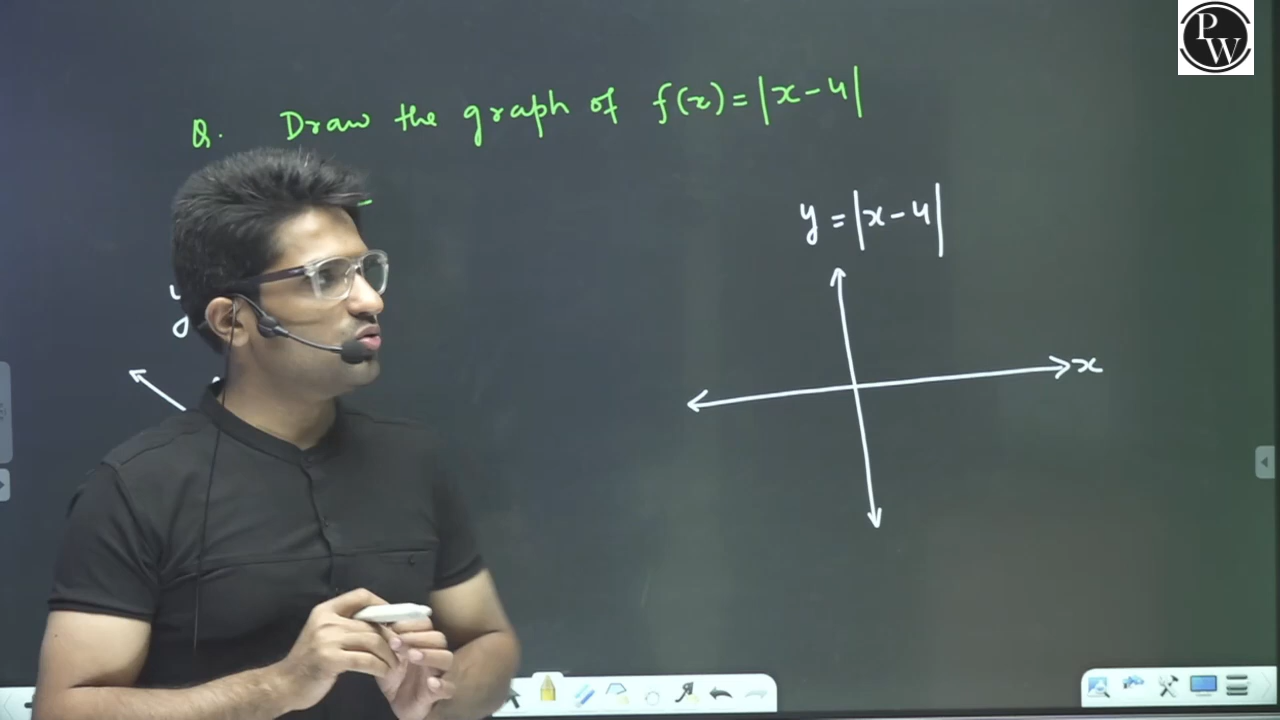 PW
Q. Draw the graph of f(x)=|x-4|
y = |x-4|
x